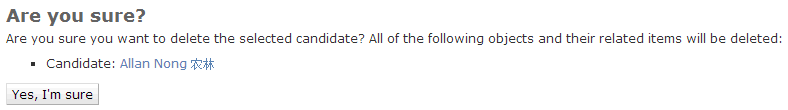 Are you sure?
Are you sure you want to delete the selected candidate? All of the following objects and their related items will be deleted:
Candidate: Allan Nong 农林
Yes, I'm sure